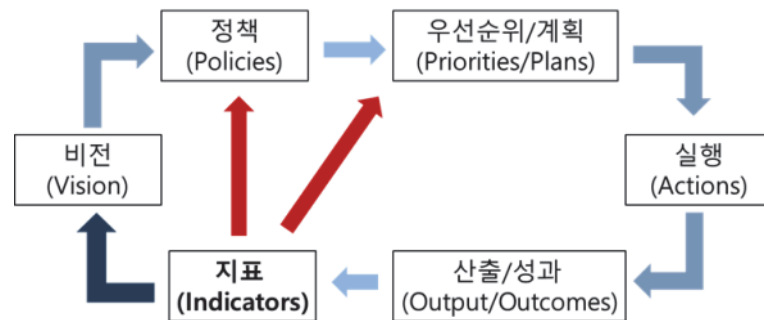 정책
(Policies)
우선순위/계획
(Priorities/Plans)
비전
(Vision)
실행
(Actions)
지표
(Indicators)
산출/성과
(Output/Outcomes)